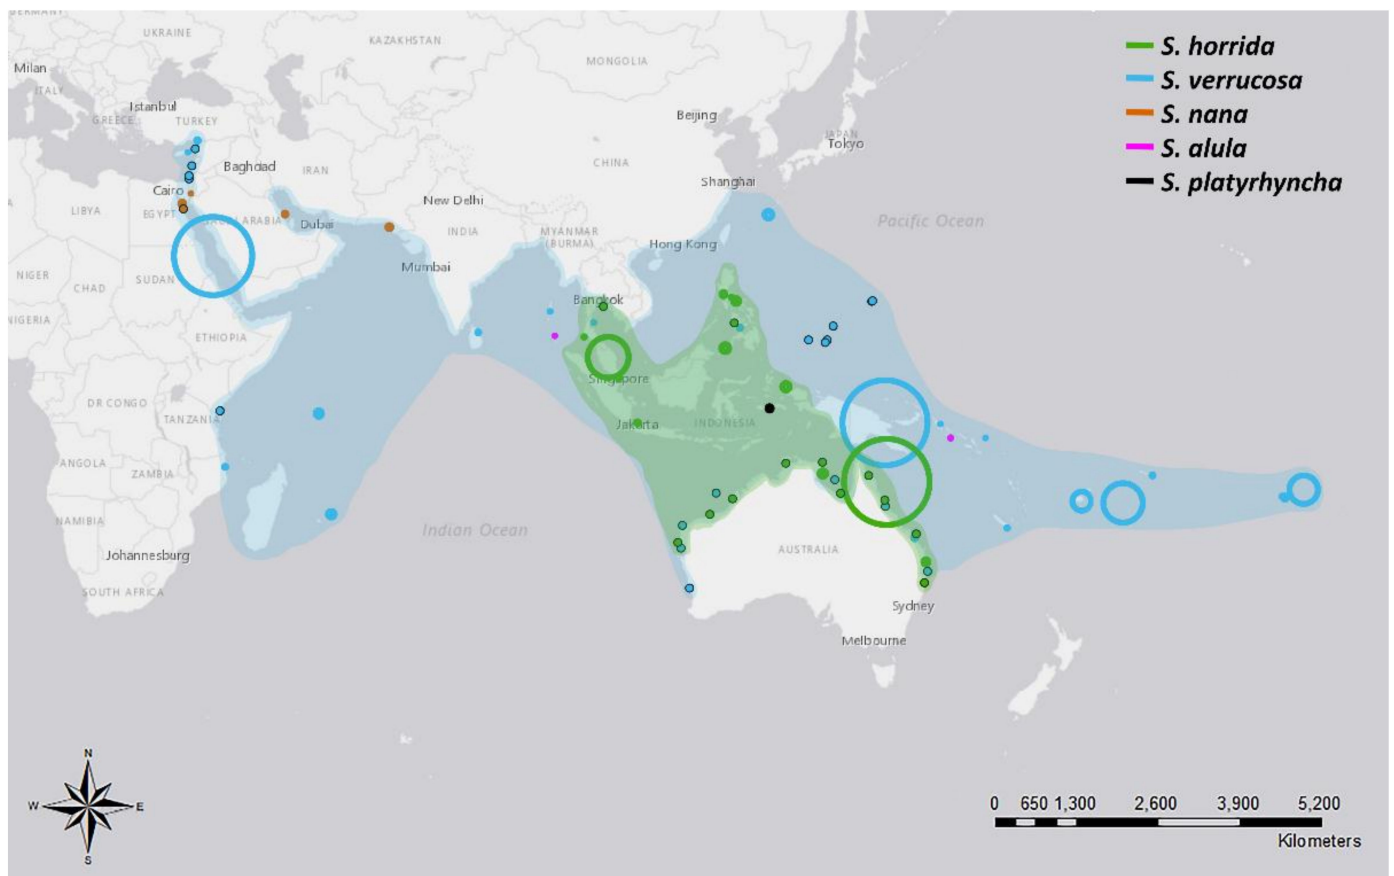 GERMANY
UKRAINE
KAZAKHSTAN
MONGOLIA
Milan
ITALY
Istanbul
GREECE
TURKEY
Beijing
JAPAN
Tokyo
Baghdad
IRAN
CHINA
Shanghai
Cairo
LIBYA
EGYPT
SAUDI ARABIA
Dubai
New Delhi
INDIA
MYANMAR
(BURMA)
Hong Kong
Pacific Ocean
Mumbai
NIGER
CHAD
SUDAN
Bangkok
NIGERIA
ETHIOPIA
Singapore
DR CONGO
TANZANIA
Jakarta
INDONESIA
ANGOLA
ZAMBIA
NAMIBIA
Indian Ocean
Johannesburg
AUSTRALIA
SOUTH AFRICA
Sydney
Melbourne
S. horrida
S. verrucosa
S. nana
S. alula
S. platyrhyncha
N
W
E
S
0 650 1,300 2,600 3,900 5,200
Kilometers